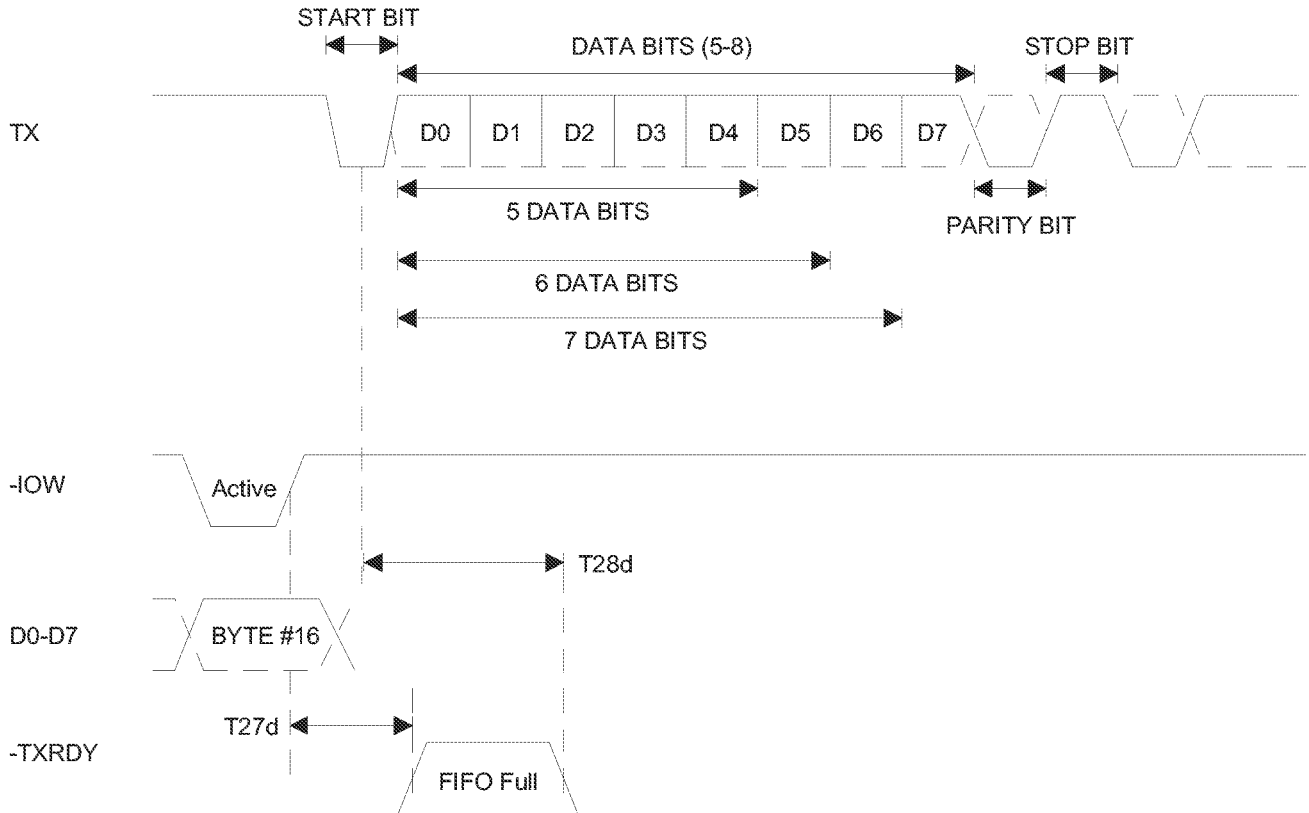 START BIT
DATA BITS (5-8)
STOP BIT
TX
D0 D1 D2 D3 D4 D5 D6 D7
5 DATA BITS
PARITY BIT
6 DATA BITS
7 DATA BITS
-IOW
Active
T28d
D0-D7
BYTE #16
T27d
-TXRDY
FIFO Full